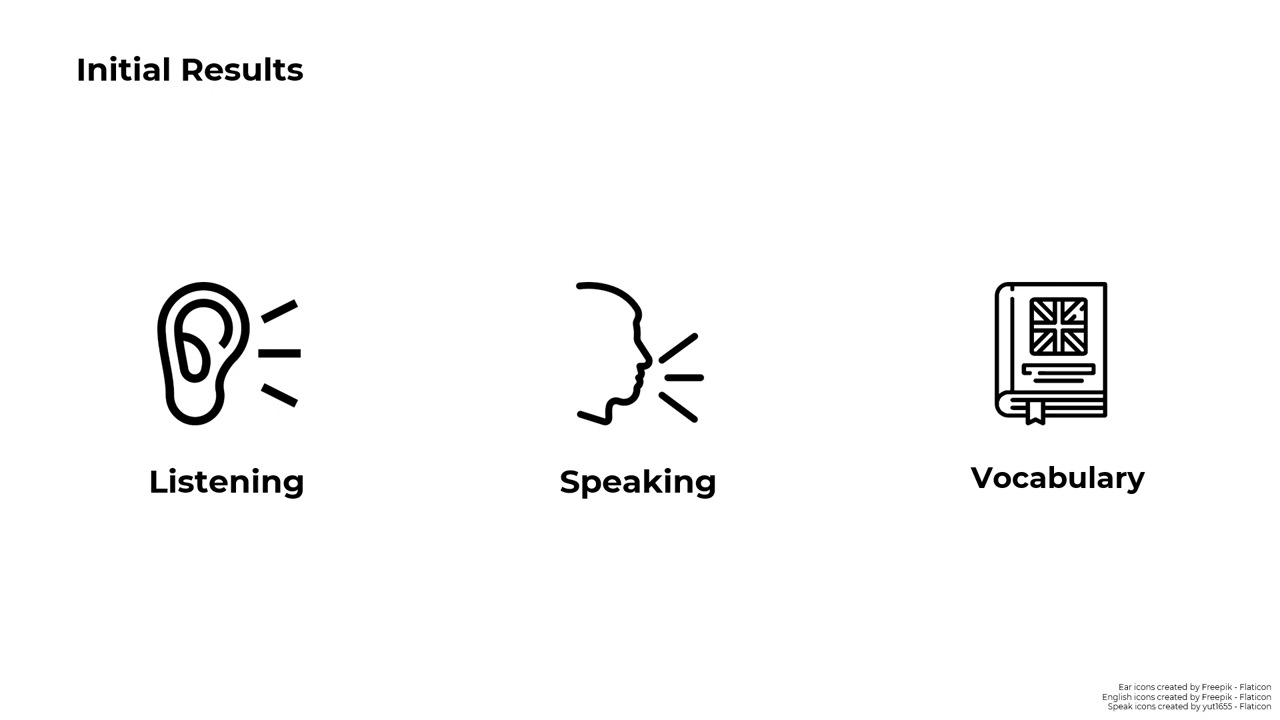 Initial Results
Listening
Speaking
Vocabulary
Ear icons created by Freepik - Flaticon
English icons created by Freepik - Flaticon
Speak icons created by yut1655 - Flaticon